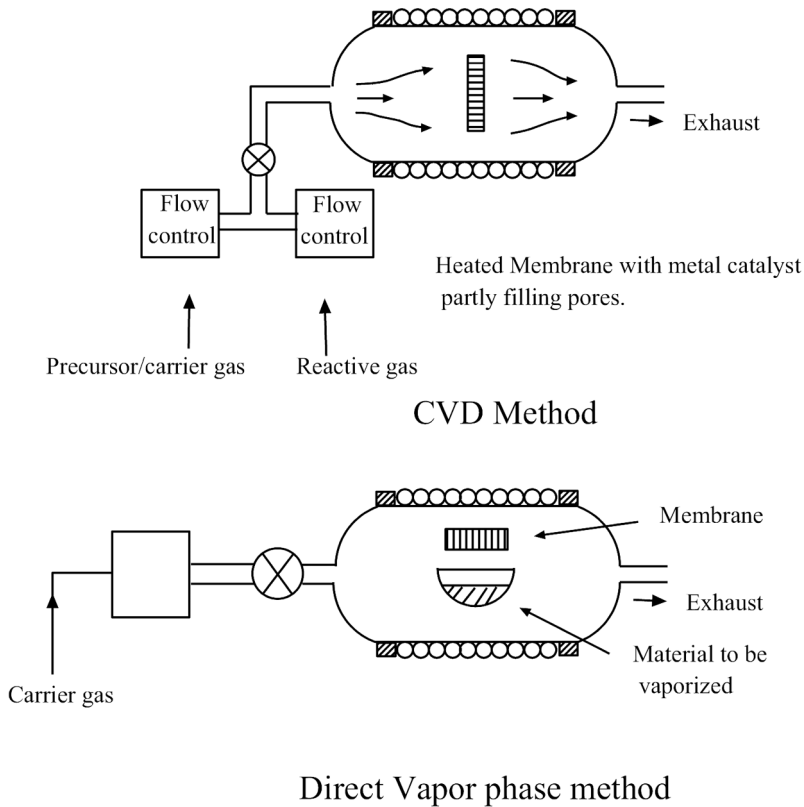 Exhaust
Flow
control
Flow
control
Heated Membrane with metal catalyst
partly filling pores.
Precursor/carrier gas
Reactive gas
CVD Method
Membrane
Exhaust
Material to be
vaporized
Carrier gas
Direct Vapor phase method